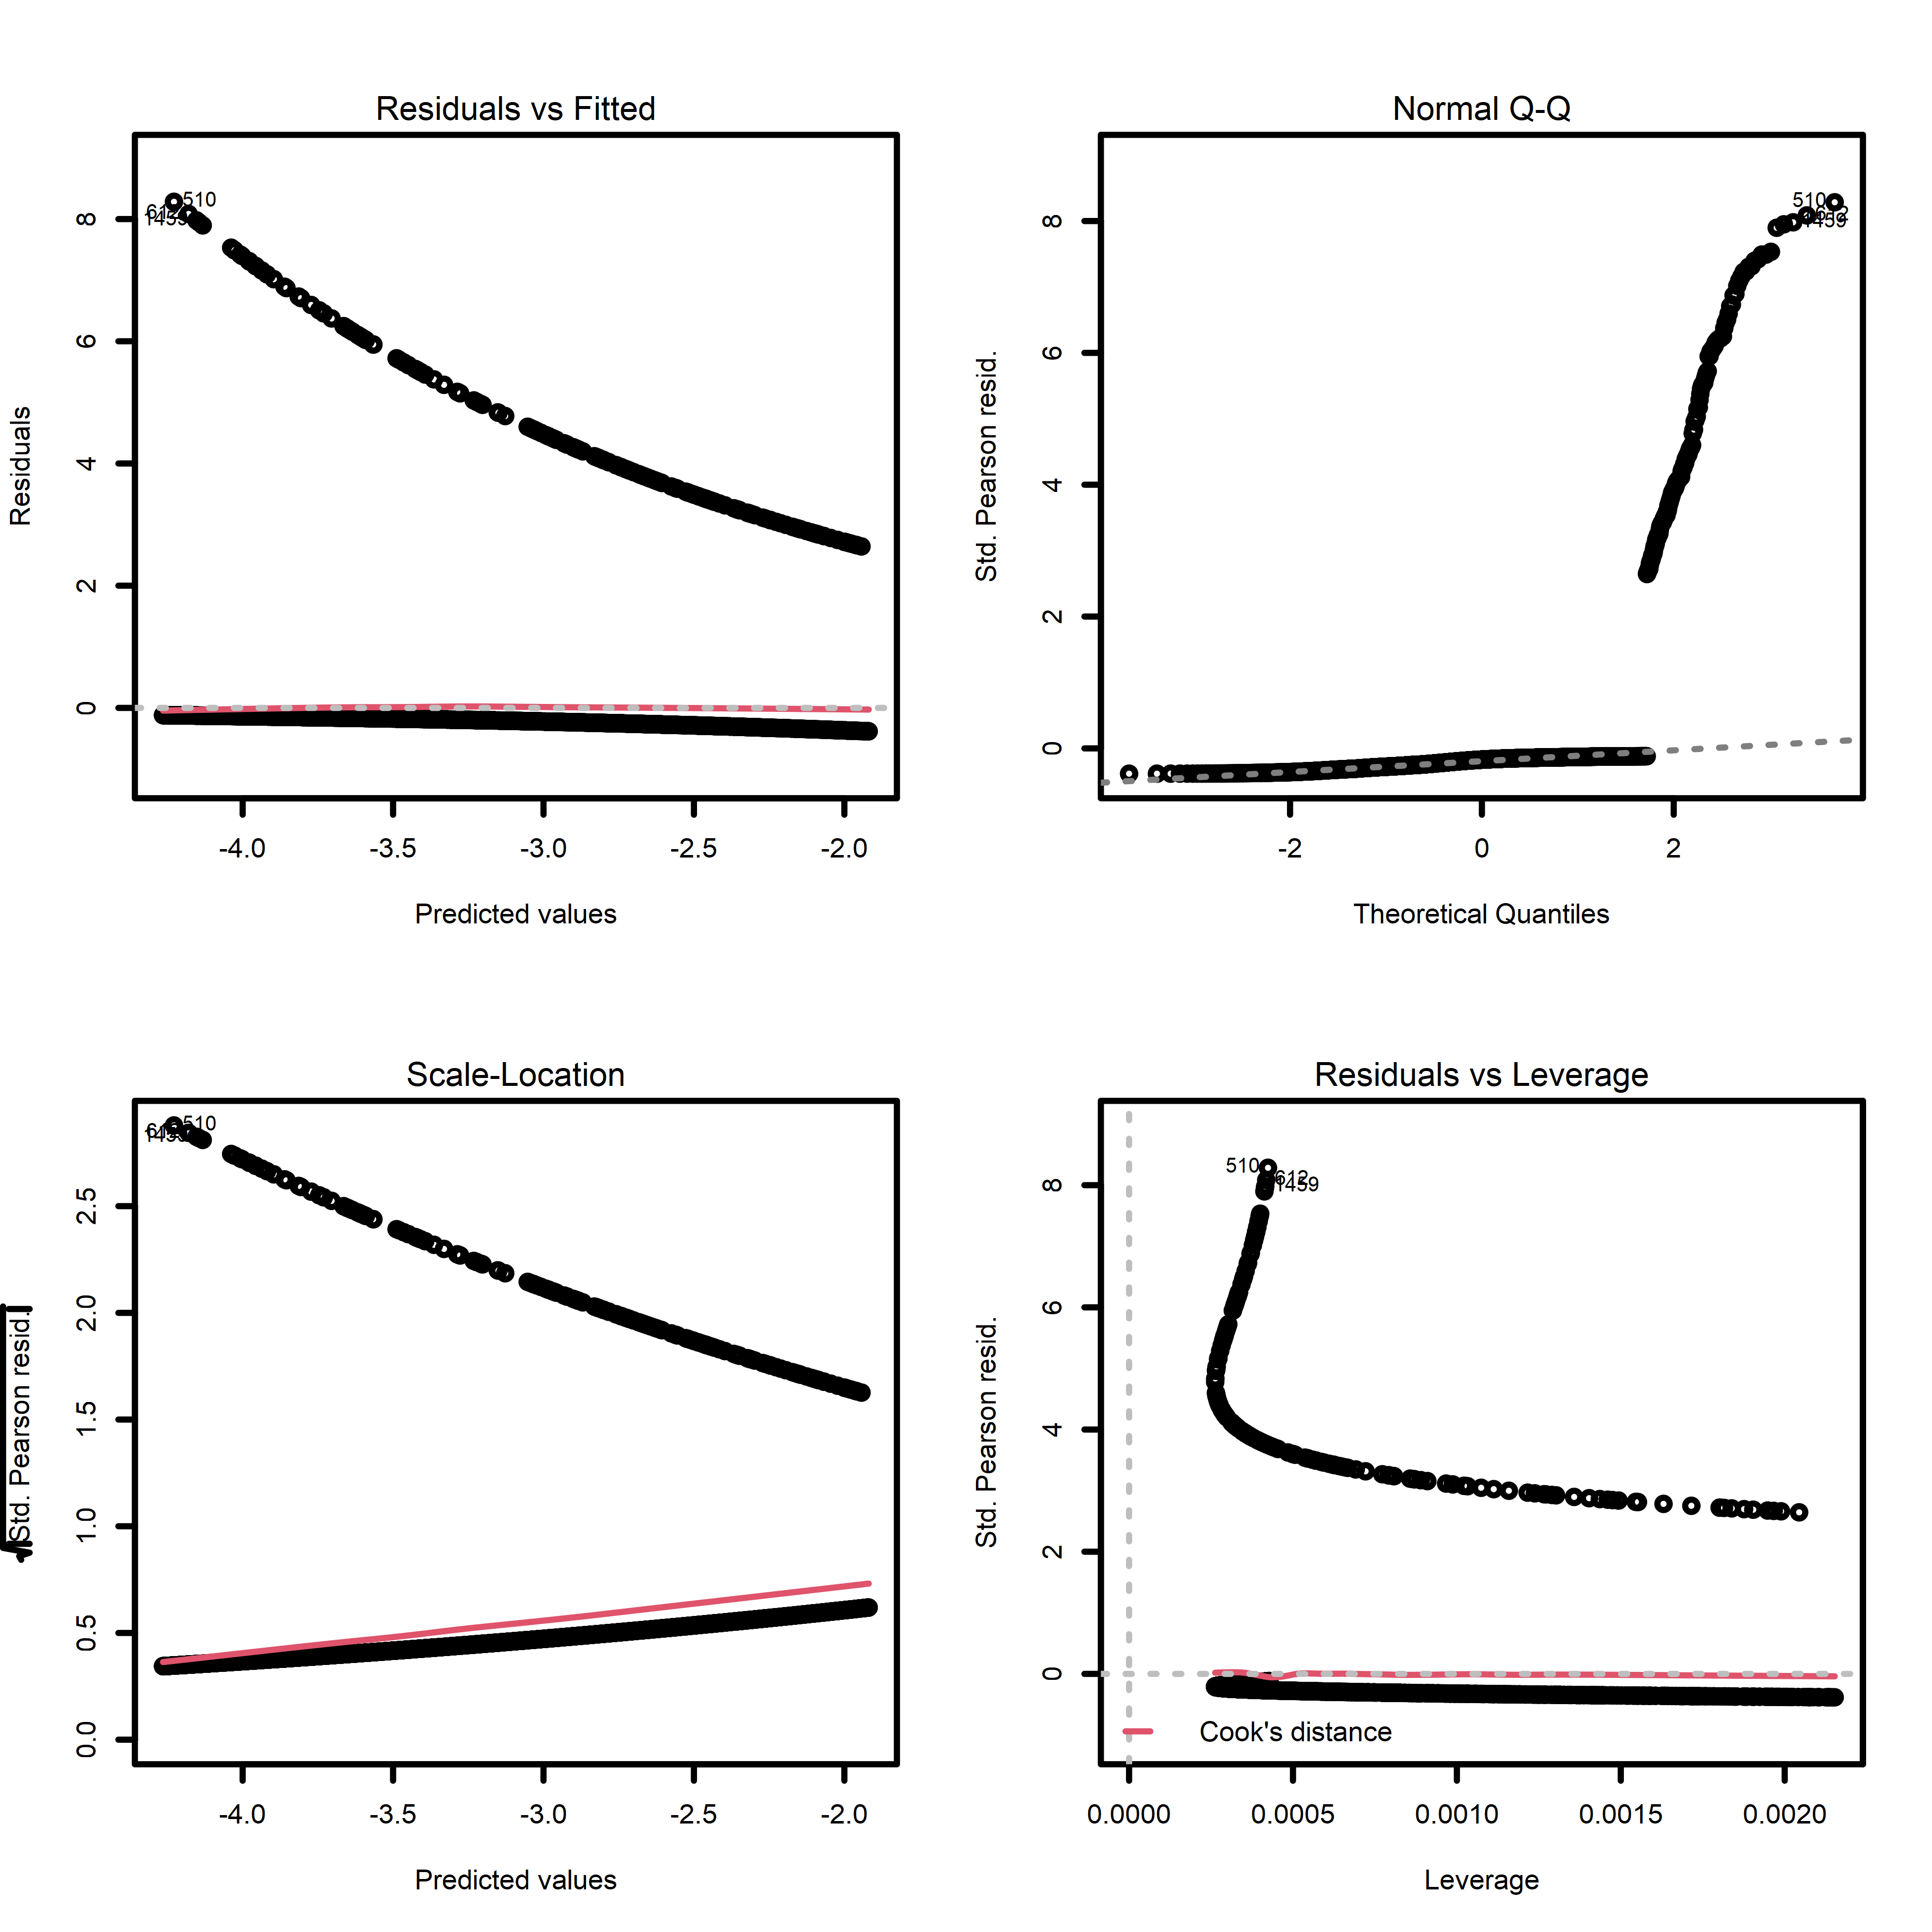 Residuals vs Fitted
Residuals
0 2 4 6 8
510
612
1459
-4.0 -3.5 -3.0 -2.5 -2.0
Predicted values
Normal Q-Q
Std. Pearson resid.
0 2 4 6 8
510
612
1459
-2 0 2
Theoretical Quantiles
Scale-Location
√|Std. Pearson resid.|
0.0 0.5 1.0 1.5 2.0 2.5
510
612
1459
-4.0 -3.5 -3.0 -2.5 -2.0
Predicted values
Residuals vs Leverage
Std. Pearson resid.
0 2 4 6 8
510
612
1459
Cook's distance
0.0000 0.0005 0.0010 0.0015 0.0020
Leverage